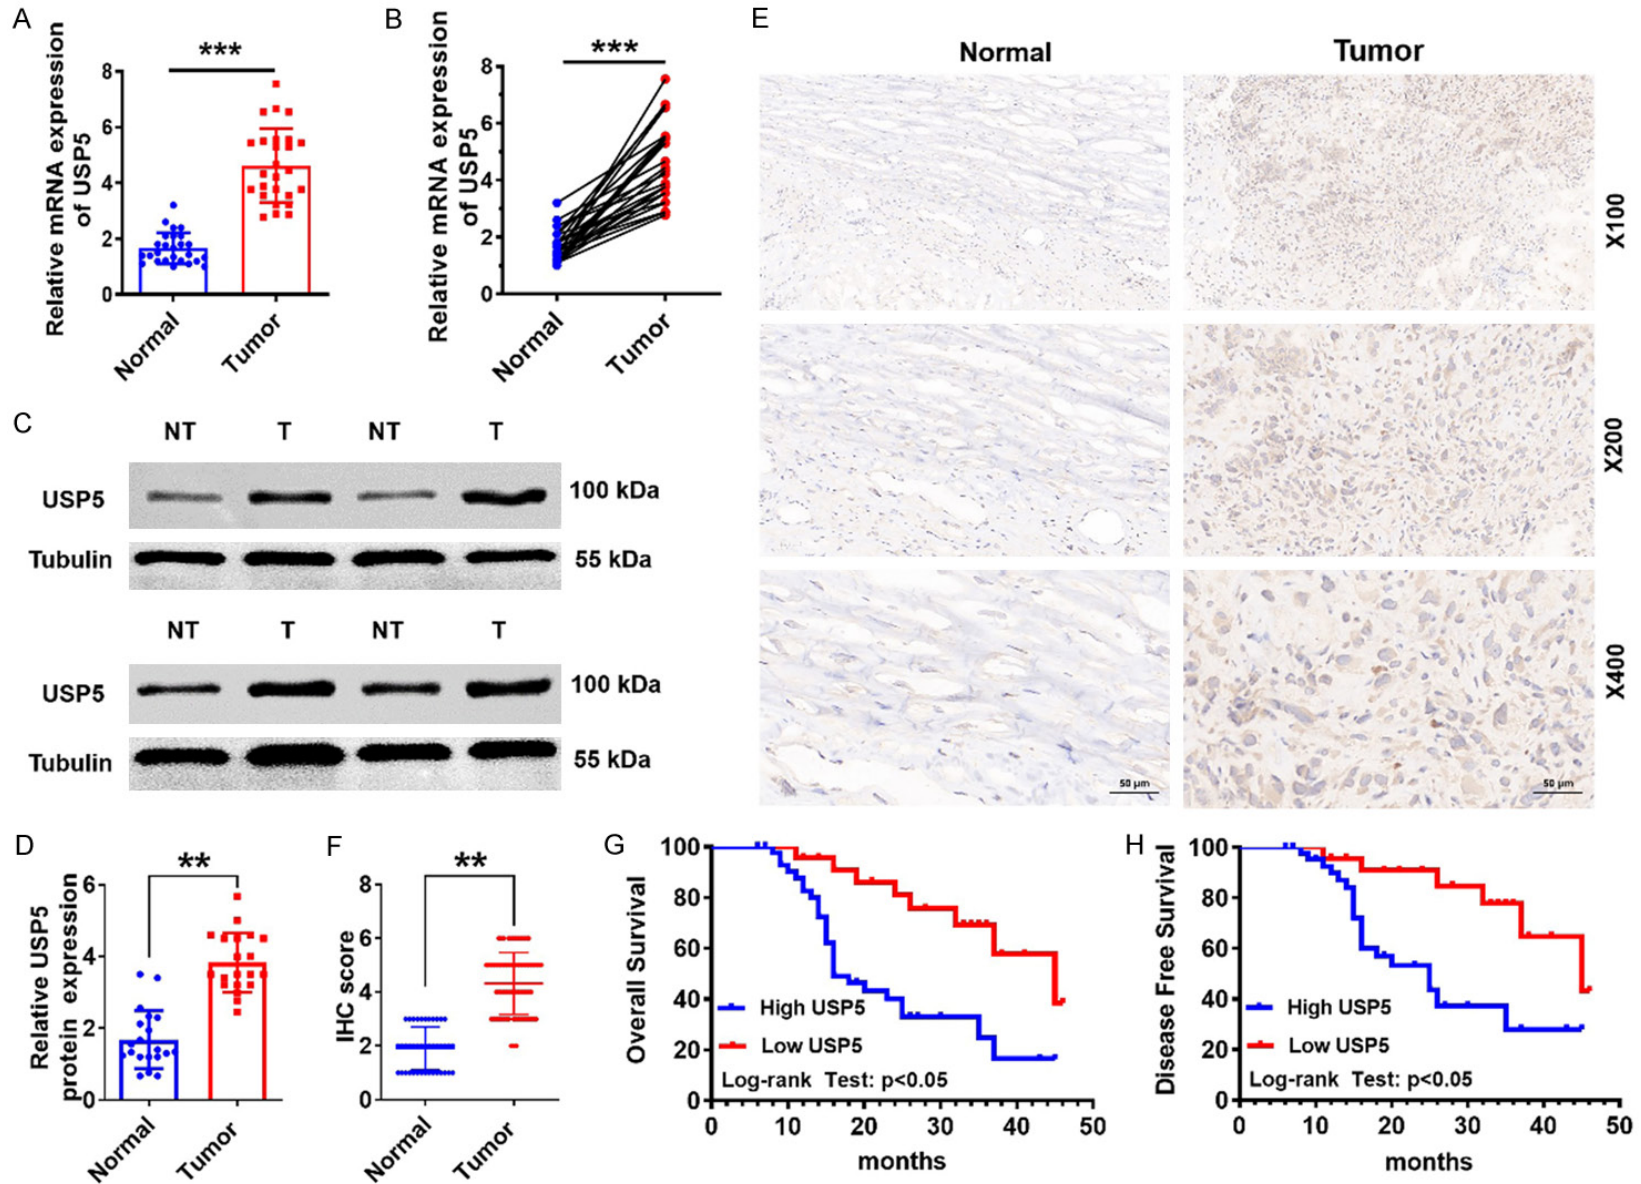 A
Relative mRNA expression
of USP5
***
8
6
4
2
0
Normal
Tumor
B
Relative mRNA expression
of USP5
***
8
6
4
2
0
Normal
Tumor
C
NT T NT T
USP5 100 kDa
Tubulin 55 kDa
NT T NT T
USP5 100 kDa
Tubulin 55 kDa
D
Relative USP5
protein expression
**
6
4
2
0
Normal
Tumor
E
Normal Tumor
X100
X200
X400
50 μm
50 μm
F
IHC score
**
8
6
4
2
0
Normal
Tumor
G
Overall Survival
100
80
60
40
20
0
High USP5
Low USP5
Log-rank Test: p<0.05
0 10 20 30 40 50
months
H
Disease Free Survival
100
80
60
40
20
0
High USP5
Low USP5
Log-rank Test: p<0.05
0 10 20 30 40 50
months